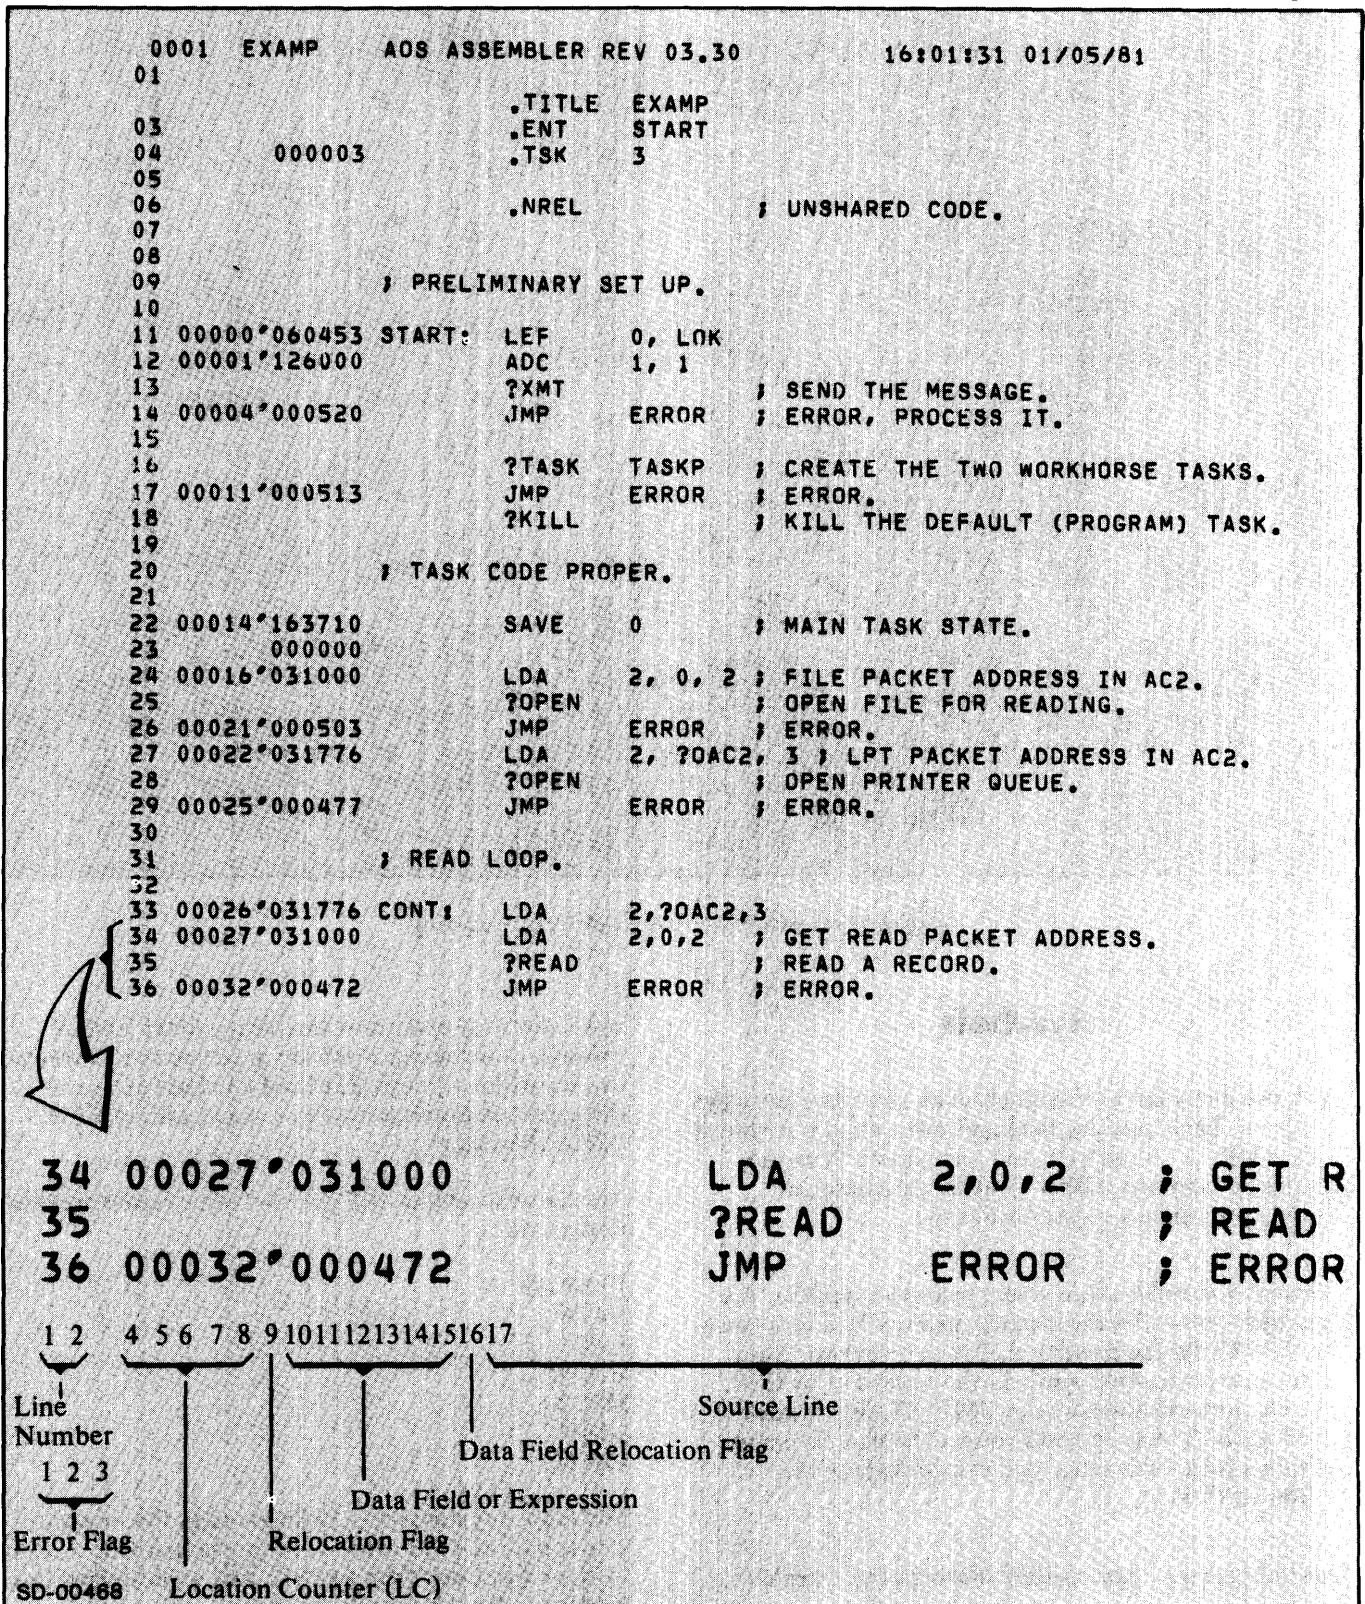 0001 EXAMP AOS ASSEMBLER REV 03.30 16:01:31 01/05/81
01
.TITLE EXAMP
03 .ENT START
04 000003 .TSK 3
05
06 .NREL ; UNSHARED CODE.
07
08
09 ; PRELIMINARY SET UP.
10
11 00000'060453 START: LEF 0, LOK
12 00001'126000 ADC 1, 1
13 ?XMT ; SEND THE MESSAGE.
14 00004'000520 JMP ERROR ; ERROR, PROCESS IT.
15
16 ?TASK TASKP ; CREATE THE TWO WORKHORSE TASKS.
17 00011'000513 JMP ERROR ; ERROR.
18 ?KILL ; KILL THE DEFAULT (PROGRAM) TASK.
19
20 ; TASK CODE PROPER.
21
22 00014'163710 SAVE 0 ; MAIN TASK STATE.
23 000000
24 00016'031000 LDA 2, 0, 2 ; FILE PACKET ADDRESS IN AC2.
25 ?OPEN ; OPEN FILE FOR READING.
26 00021'000503 JMP ERROR ; ERROR.
27 00022'031776 LDA 2, ?OAC2, 3 ; LPT PACKET ADDRESS IN AC2.
28 ?OPEN ; OPEN PRINTER QUEUE.
29 00025'000477 JMP ERROR ; ERROR.
30
31 ; READ LOOP.
32
33 00026'031776 CONT: LDA 2,?OAC2,3
34 00027'031000 LDA 2,0,2 ; GET READ PACKET ADDRESS.
35 ?READ ; READ A RECORD.
36 00032'000472 JMP ERROR ; ERROR.
34 00027'031000 LDA 2,0,2 ; GET R
35 ?READ ; READ
36 00032'000472 JMP ERROR ; ERROR
1 2 4 5 6 7 8 9 1011121314151617
Line Number
Source Line
Data Field Relocation Flag
1 2 3
Data Field or Expression
Error Flag
Relocation Flag
SD-00468
Location Counter (LC)